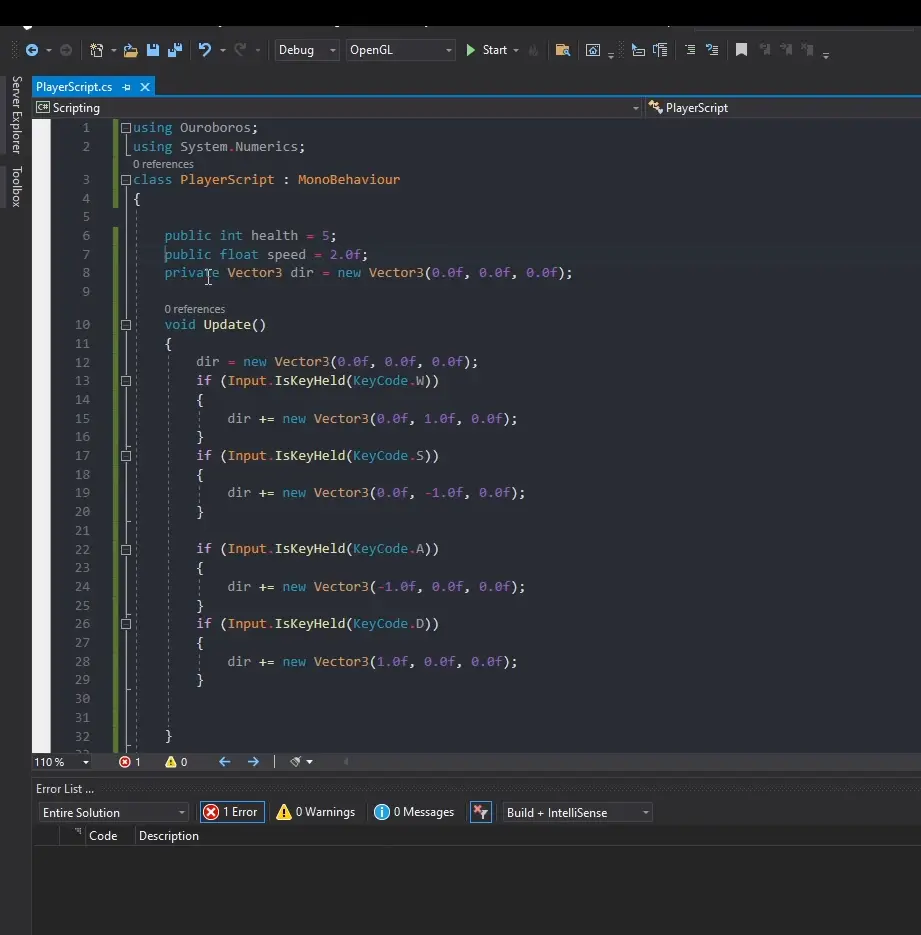 Debug OpenGL Start
Server Explorer
Toolbox
PlayerScript.cs
C# Scripting PlayerScript
1 using Ouroboros;
2 using System.Numerics;
0 references
3 class PlayerScript : MonoBehaviour
4 {
5
6 public int health = 5;
7 public float speed = 2.0f;
8 private Vector3 dir = new Vector3(0.0f, 0.0f, 0.0f);
9
0 references
10 void Update()
11 {
12 dir = new Vector3(0.0f, 0.0f, 0.0f);
13 if (Input.IsKeyHeld(KeyCode.W))
14 {
15 dir += new Vector3(0.0f, 1.0f, 0.0f);
16 }
17 if (Input.IsKeyHeld(KeyCode.S))
18 {
19 dir += new Vector3(0.0f, -1.0f, 0.0f);
20 }
21
22 if (Input.IsKeyHeld(KeyCode.A))
23 {
24 dir += new Vector3(-1.0f, 0.0f, 0.0f);
25 }
26 if (Input.IsKeyHeld(KeyCode.D))
27 {
28 dir += new Vector3(1.0f, 0.0f, 0.0f);
29 }
30
31
32 }
110 % 1 0
Error List ...
Entire Solution 1 Error 0 Warnings 0 Messages Build + IntelliSense
Code Description